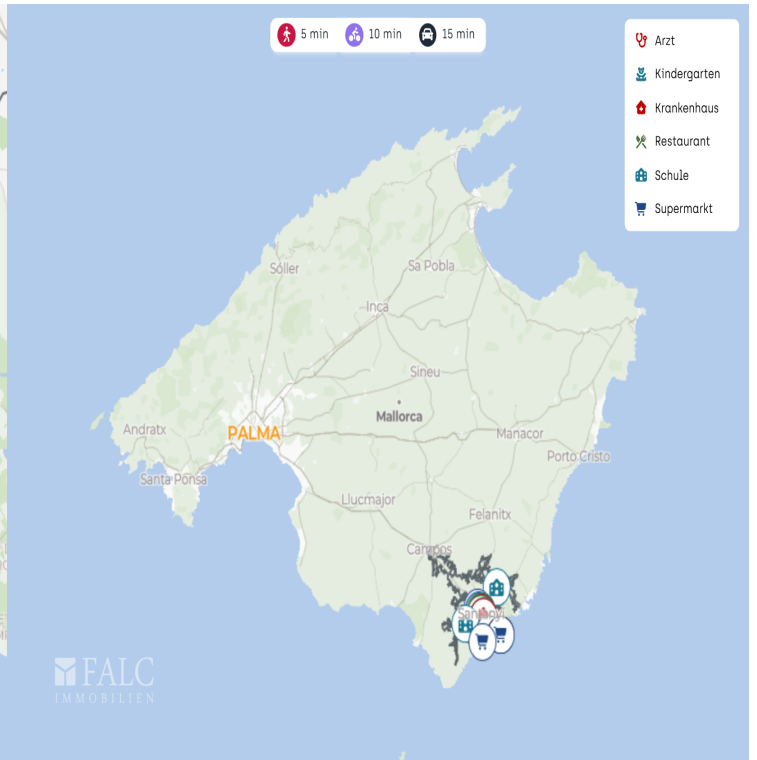 5 min
10 min
15 min
Arzt
Kindergarten
Krankenhaus
Restaurant
Schule
Supermarkt
Sóller
Sa Pobla
Inca
Sineu
Mallorca
Andratx
PALMA
Manacor
Porto Cristo
Santa Ponsa
Llucmajor
Felanitx
Campos
Santanyí
FALC
IMMOBILIEN